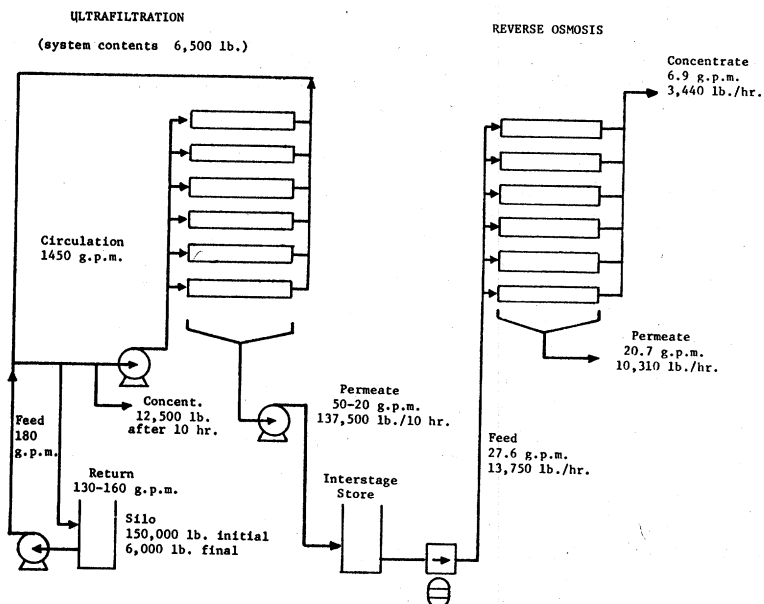 ULTRAFILTRATION
(system contents 6,500 lb.)
REVERSE OSMOSIS
Concentrate
6.9 g.p.m.
3,440 lb./hr.
Circulation
1450 g.p.m.
Concent.
12,500 lb.
after 10 hr.
Feed
180
g.p.m.
Return
130-160 g.p.m.
Silo
150,000 lb. initial
6,000 lb. final
Permeate
50-20 g.p.m.
137,500 lb./10 hr.
Interstage
Store
Feed
27.6 g.p.m.
13,750 lb./hr.
Permeate
20.7 g.p.m.
10,310 lb./hr.